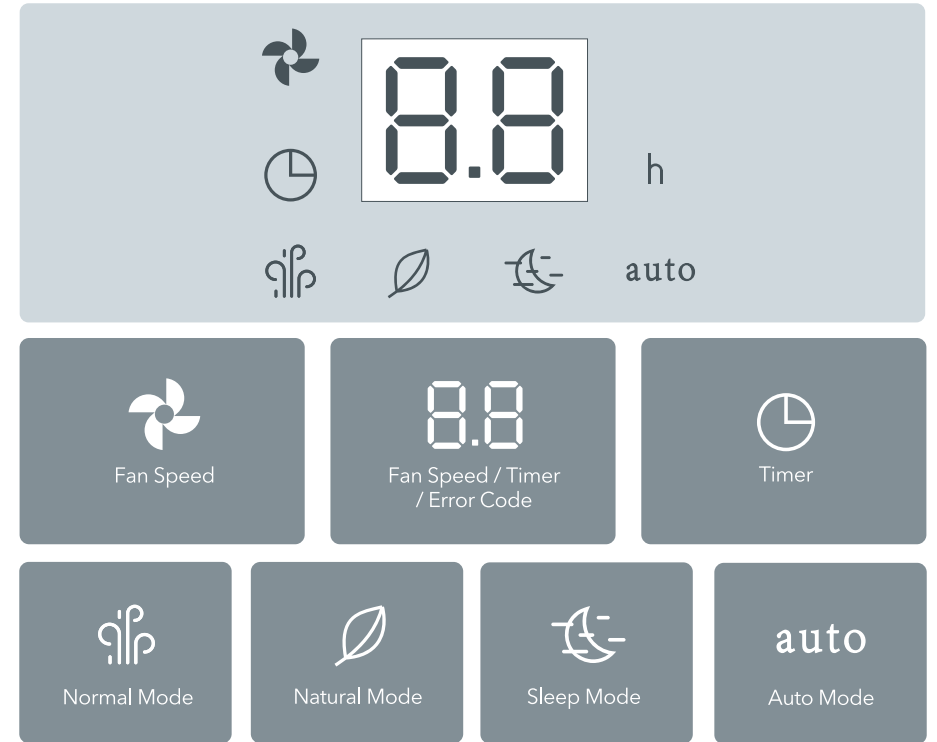 8.8
h
auto
Fan Speed
8.8
Fan Speed / Timer
/ Error Code
Timer
Normal Mode
Natural Mode
Sleep Mode
auto
Auto Mode